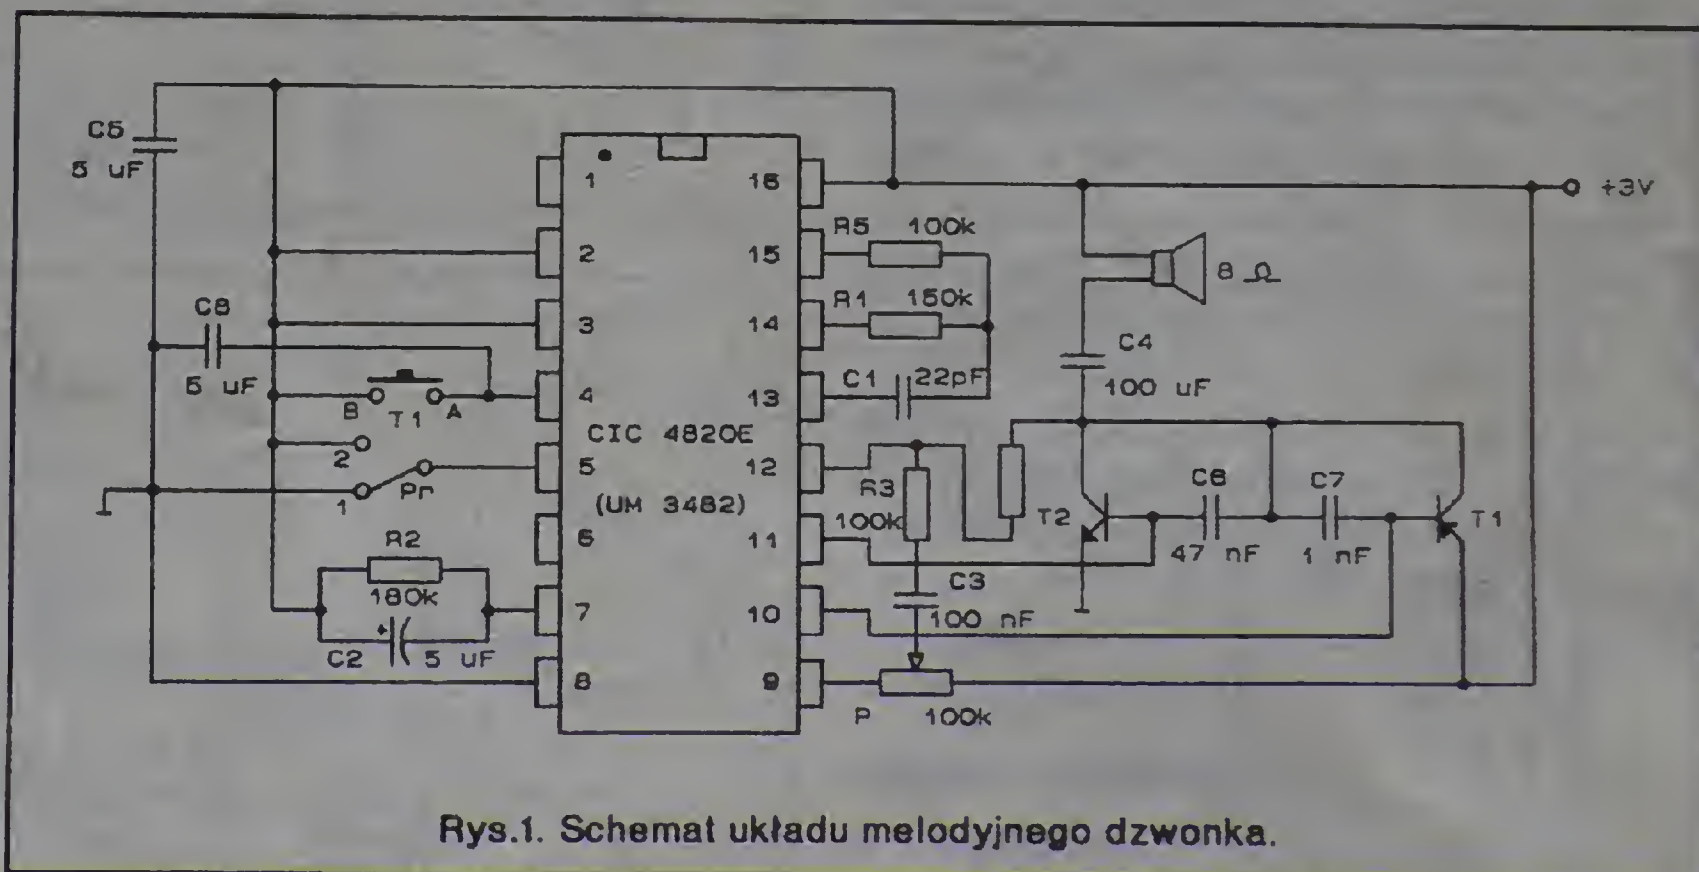 C5
5 uF
C8
5 uF
B T1 A
2
1 Pr
R2
180k
C2 + 5 uF
1 16
2 15
3 14
4 13
CIC 4820E
5 12
(UM 3482)
6 11
7 10
8 9
R5 100k
R1 150k
C1 22pF
R3
100k
C3
100 nF
P 100k
+3V
8 Ω
C4
100 uF
T2
C6
47 nF
C7
1 nF
T1
Rys.1. Schemat układu melodyjnego dzwonka.